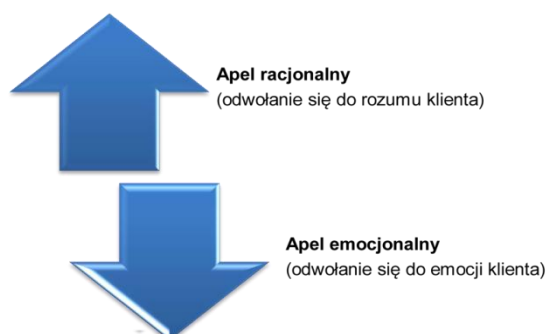 Apel racjonalny
(odwołanie się do rozumu klienta)
Apel emocjonalny
(odwołanie się do emocji klienta)